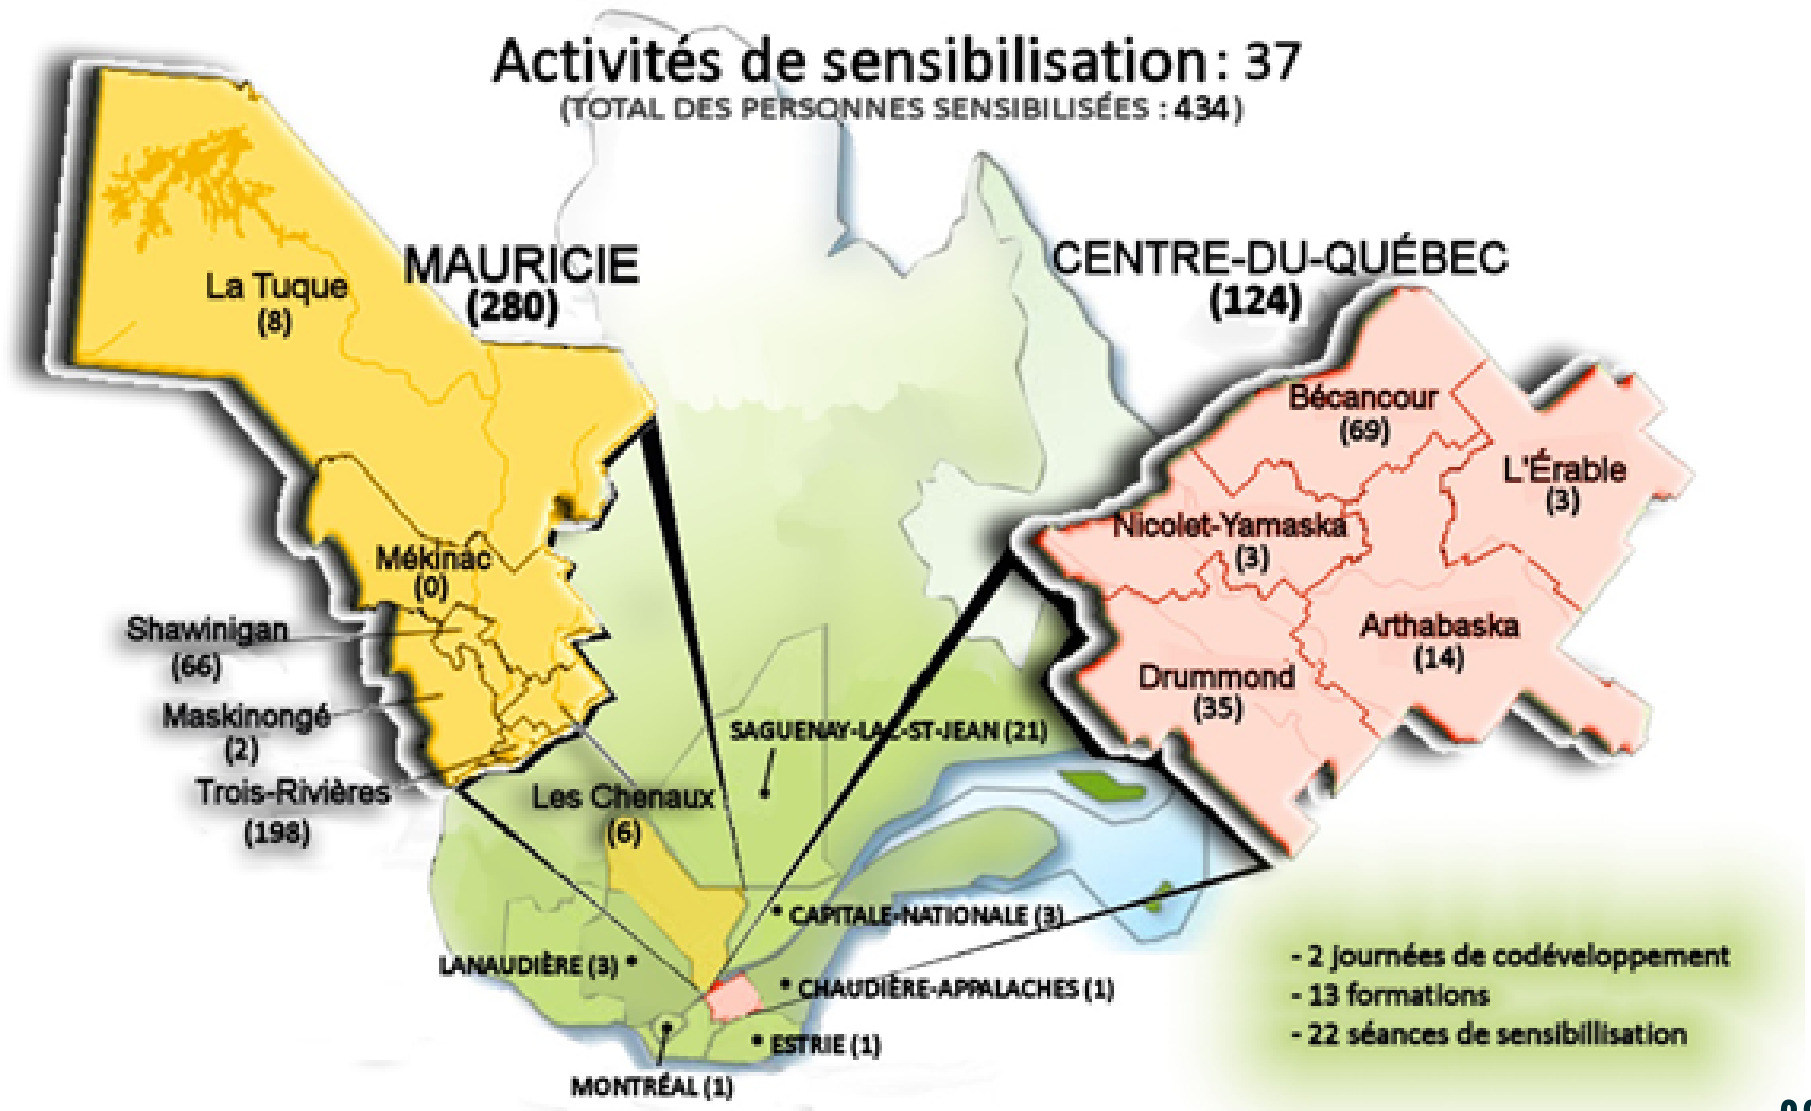 Activités de sensibilisation : 37
(TOTAL DES PERSONNES SENSIBILISÉES : 434)
MAURICIE
(280)
CENTRE-DU-QUÉBEC
(124)
La Tuque
(8)
Mékinac
(0)
Shawinigan
(66)
Maskinongé
(2)
Trois-Rivières
(198)
Les Chenaux
(6)
Bécancour
(69)
L'Érable
(3)
Nicolet-Yamaska
(3)
Arthabaska
(14)
Drummond
(35)
SAGUENAY-LAC-ST-JEAN (21)
CAPITALE-NATIONALE (3)
LANAUDIÈRE (3)
CHAUDIÈRE-APPALACHES (1)
ESTRIE (1)
MONTRÉAL (1)
- 2 journées de codéveloppement
- 13 formations
- 22 séances de sensibillisation